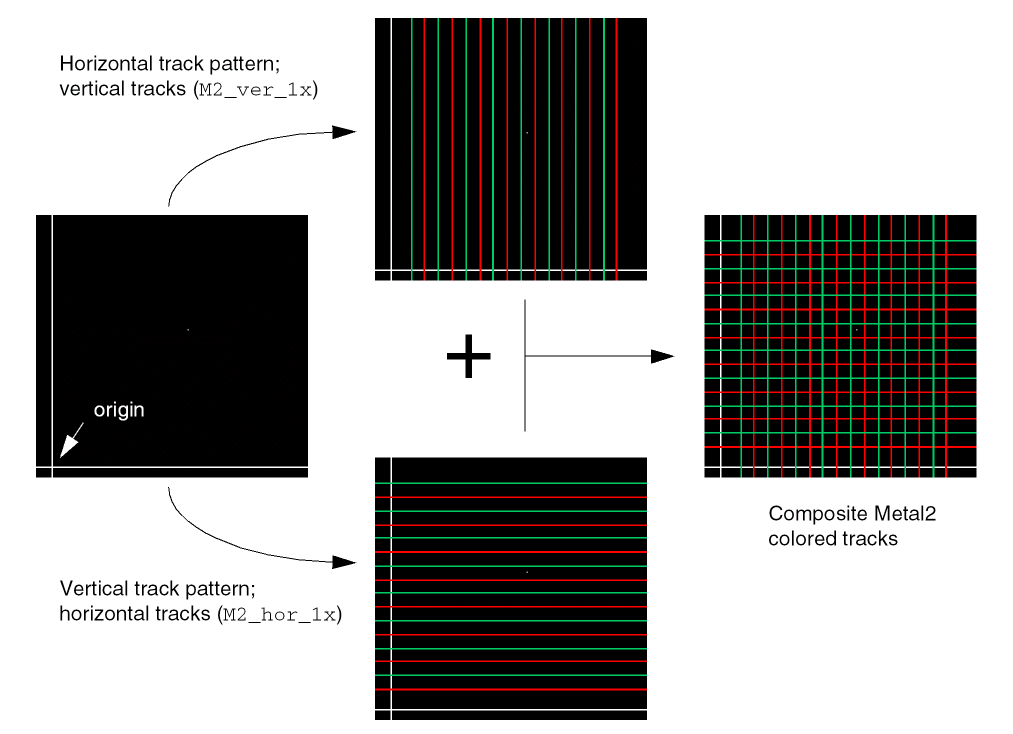 Horizontal track pattern;
vertical tracks (M2_ver_1x)
origin
Vertical track pattern;
horizontal tracks (M2_hor_1x)
+
Composite Metal2
colored tracks